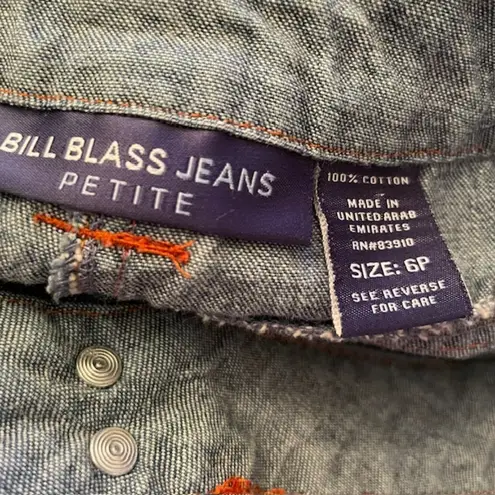 BILL BLASS JEANS
PETITE
100% COTTON
MADE IN
UNITED ARAB
EMIRATES
RN#83910
SIZE: 6P
SEE REVERSE
FOR CARE